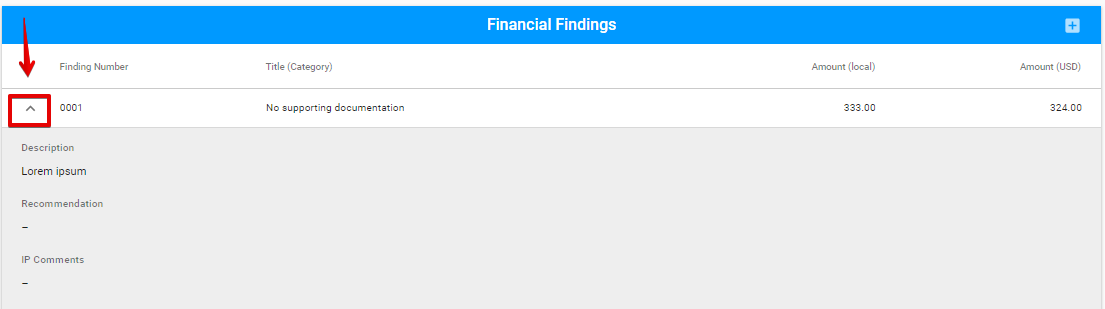 Financial Findings
Finding Number Title (Category) Amount (local) Amount (USD)
0001 No supporting documentation 333.00 324.00
Description
Lorem ipsum
Recommendation
–
IP Comments
–